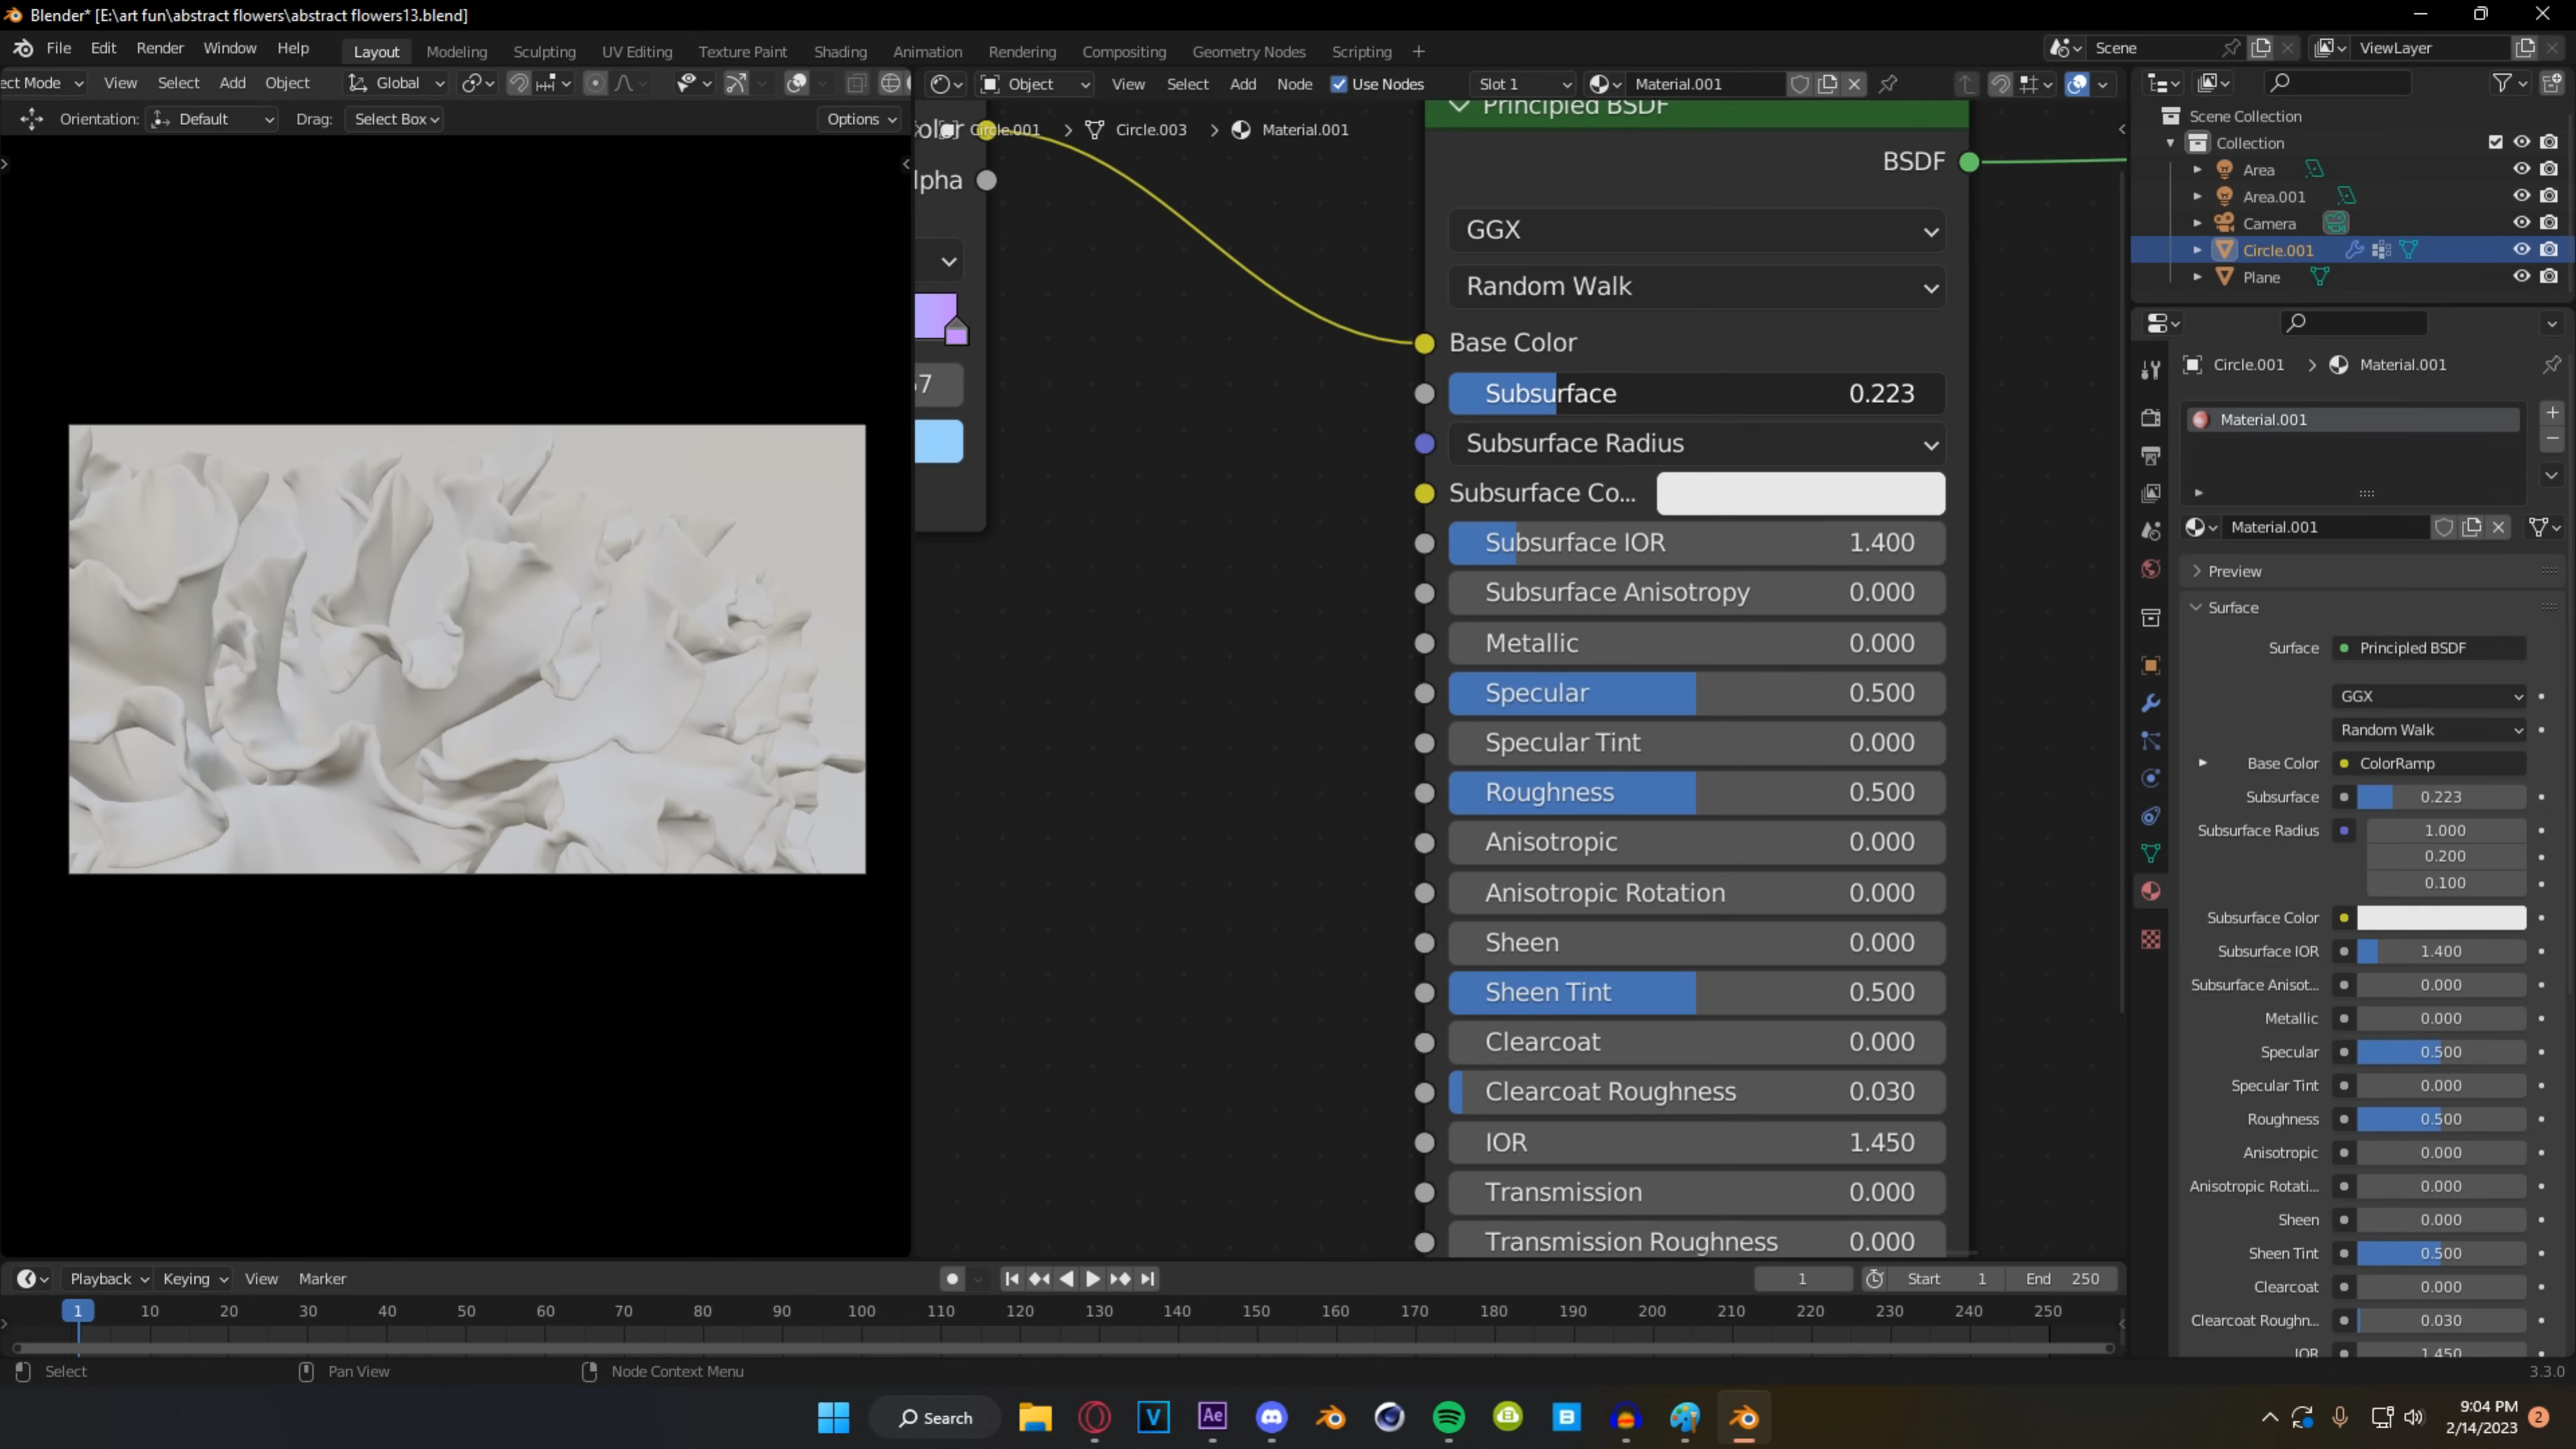 Blender* [E:\art fun\abstract flowers\abstract flowers13.blend]
File Edit Render Window Help Layout Modeling Sculpting UV Editing Texture Paint Shading Animation Rendering Compositing Geometry Nodes Scripting + Scene ViewLayer
ect Mode View Select Add Object Global Object View Select Add Node Use Nodes Slot 1 Material.001
Orientation: Default Drag: Select Box Options
olor Circle.001 > Circle.003 > Material.001
lpha
7
Principled BSDF
BSDF
GGX
Random Walk
Base Color
Subsurface 0.223
Subsurface Radius
Subsurface Co...
Subsurface IOR 1.400
Subsurface Anisotropy 0.000
Metallic 0.000
Specular 0.500
Specular Tint 0.000
Roughness 0.500
Anisotropic 0.000
Anisotropic Rotation 0.000
Sheen 0.000
Sheen Tint 0.500
Clearcoat 0.000
Clearcoat Roughness 0.030
IOR 1.450
Transmission 0.000
Transmission Roughness 0.000
Scene Collection
Collection
Area
Area.001
Camera
Circle.001
Plane
Circle.001 > Material.001
Material.001
Material.001
Preview
Surface
Surface Principled BSDF
GGX
Random Walk
Base Color ColorRamp
Subsurface 0.223
Subsurface Radius 1.000
0.200
0.100
Subsurface Color
Subsurface IOR 1.400
Subsurface Anisot... 0.000
Metallic 0.000
Specular 0.500
Specular Tint 0.000
Roughness 0.500
Anisotropic 0.000
Anisotropic Rotati... 0.000
Sheen 0.000
Sheen Tint 0.500
Clearcoat 0.000
Clearcoat Roughn... 0.030
IOR 1.450
Playback Keying View Marker 1 Start 1 End 250
1 10 20 30 40 50 60 70 80 90 100 110 120 130 140 150 160 170 180 190 200 210 220 230 240 250
Select Pan View Node Context Menu 3.3.0
Search
V
Ae
B
9:04 PM
2/14/2023
2